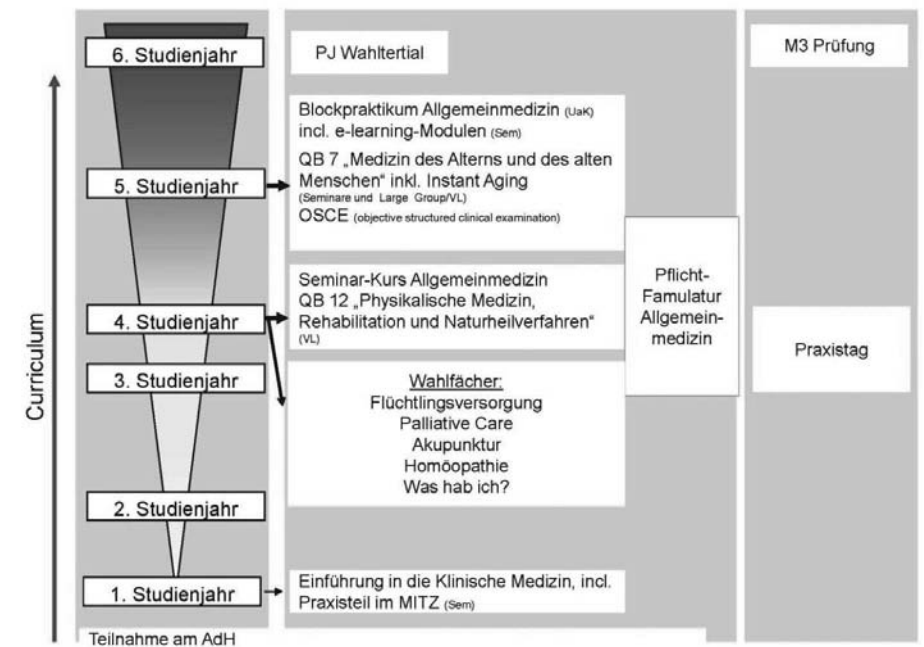 6. Studienjahr
PJ Wahltertial
M3 Prüfung
Blockpraktikum Allgemeinmedizin (UaK)
incl. e-learning-Modulen (Sem)
QB 7 „Medizin des Alterns und des alten
Menschen“ inkl. Instant Aging
(Seminare und Large Group/VL)
OSCE (objective structured clinical examination)
5. Studienjahr
Seminar-Kurs Allgemeinmedizin
QB 12 „Physikalische Medizin,
Rehabilitation und Naturheilverfahren“
(VL)
4. Studienjahr
Pflicht-
Famulatur
Allgemein-
medizin
Praxistag
3. Studienjahr
Wahlfächer:
Flüchtlingsversorgung
Palliative Care
Akupunktur
Homöopathie
Was hab ich?
2. Studienjahr
1. Studienjahr
Einführung in die Klinische Medizin, incl.
Praxisteil im MITZ (Sem)
Teilnahme am AdH
Curriculum